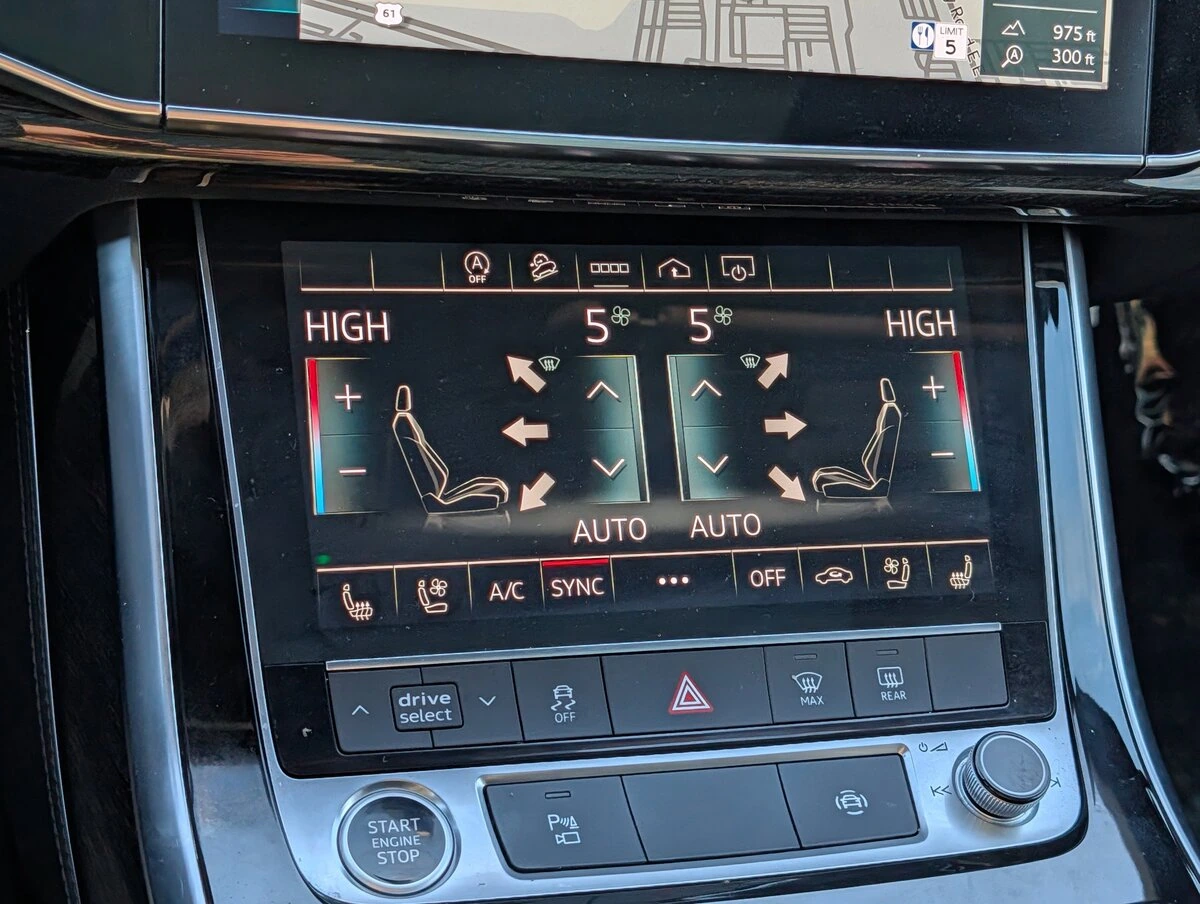 61
LIMIT
5
975 ft
300 ft
A
OFF
HIGH
5
5
HIGH
AUTO
AUTO
A/C
SYNC
OFF
drive
select
OFF
MAX
REAR
START
ENGINE
STOP
P